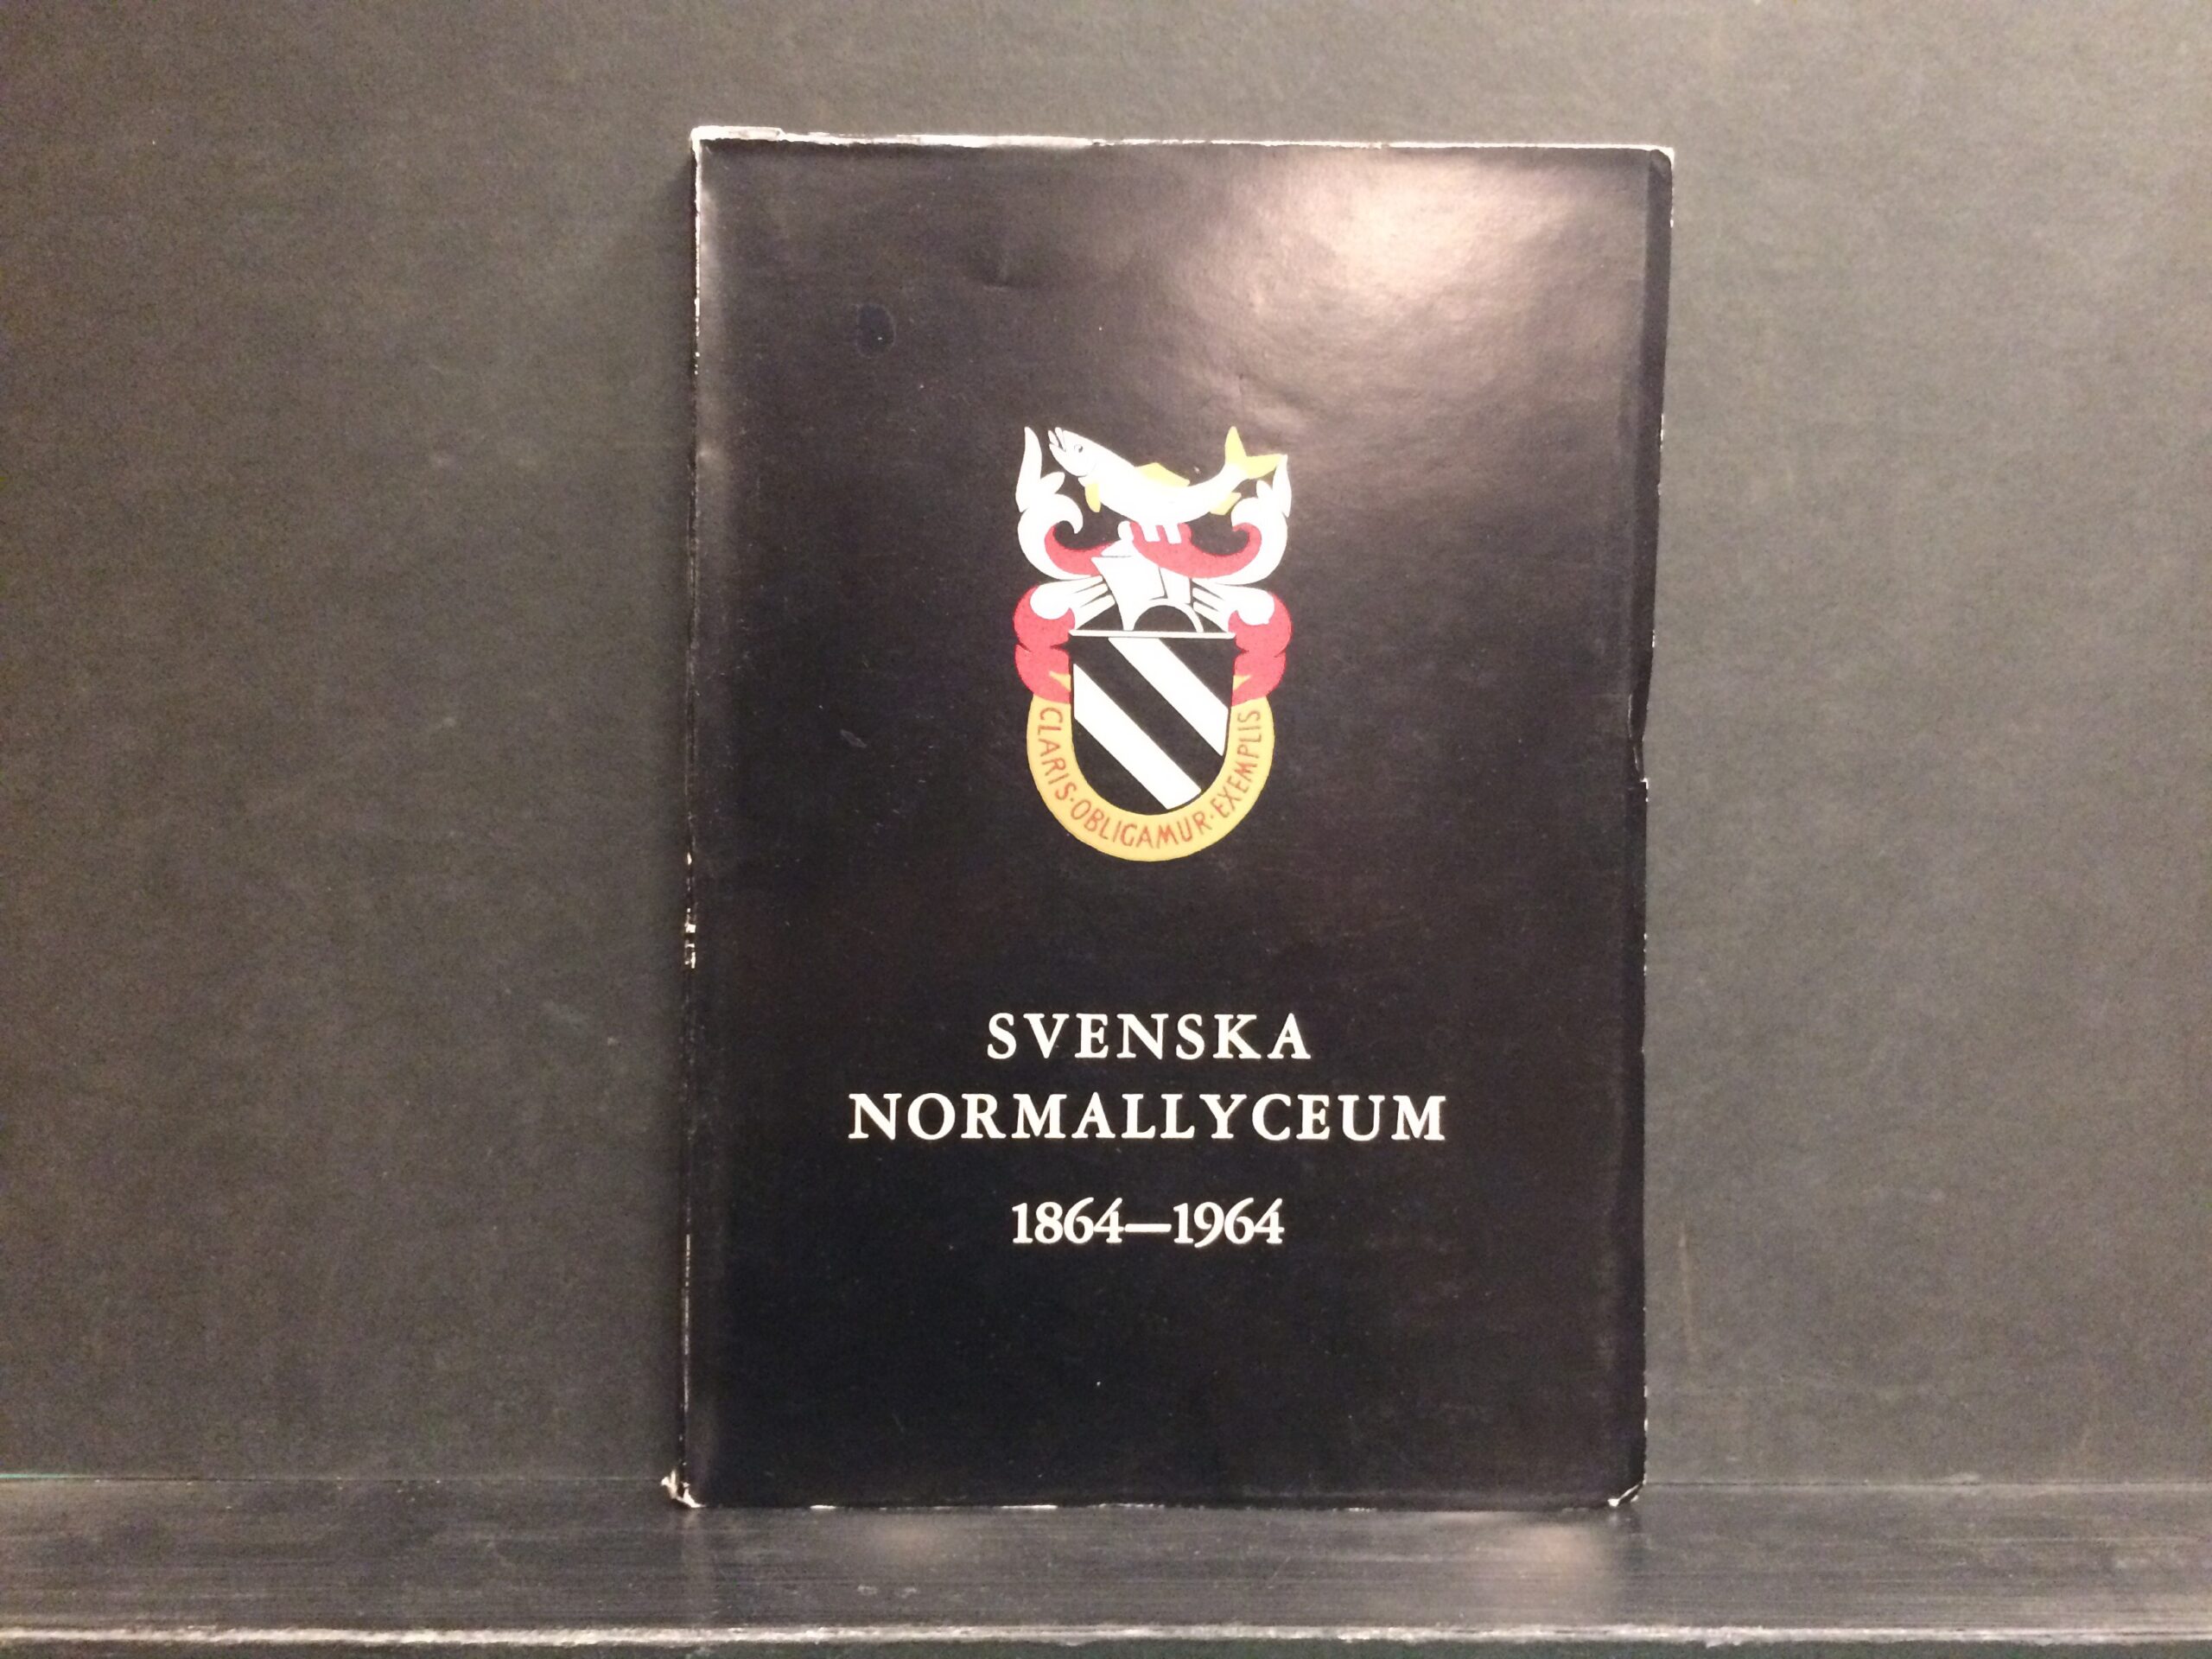 CLARIS·OBLIGAMUR·EXEMPLIS
SVENSKA
NORMALLYCEUM
1864—1964